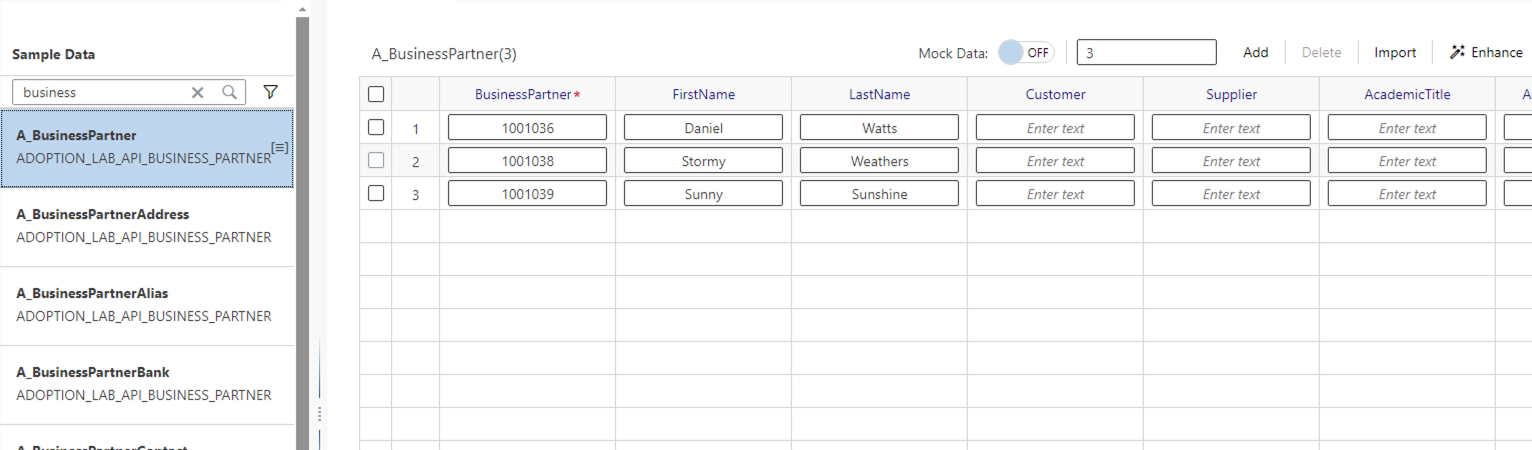 Sample Data
business
A_BusinessPartner
ADOPTION_LAB_API_BUSINESS_PARTNER
A_BusinessPartnerAddress
ADOPTION_LAB_API_BUSINESS_PARTNER
A_BusinessPartnerAlias
ADOPTION_LAB_API_BUSINESS_PARTNER
A_BusinessPartnerBank
ADOPTION_LAB_API_BUSINESS_PARTNER
A_BusinessPartnerContact
A_BusinessPartner(3) Mock Data: OFF 3 Add Delete Import Enhance
BusinessPartner* FirstName LastName Customer Supplier AcademicTitle A
1 1001036 Daniel Watts Enter text Enter text Enter text
2 1001038 Stormy Weathers Enter text Enter text Enter text
3 1001039 Sunny Sunshine Enter text Enter text Enter text